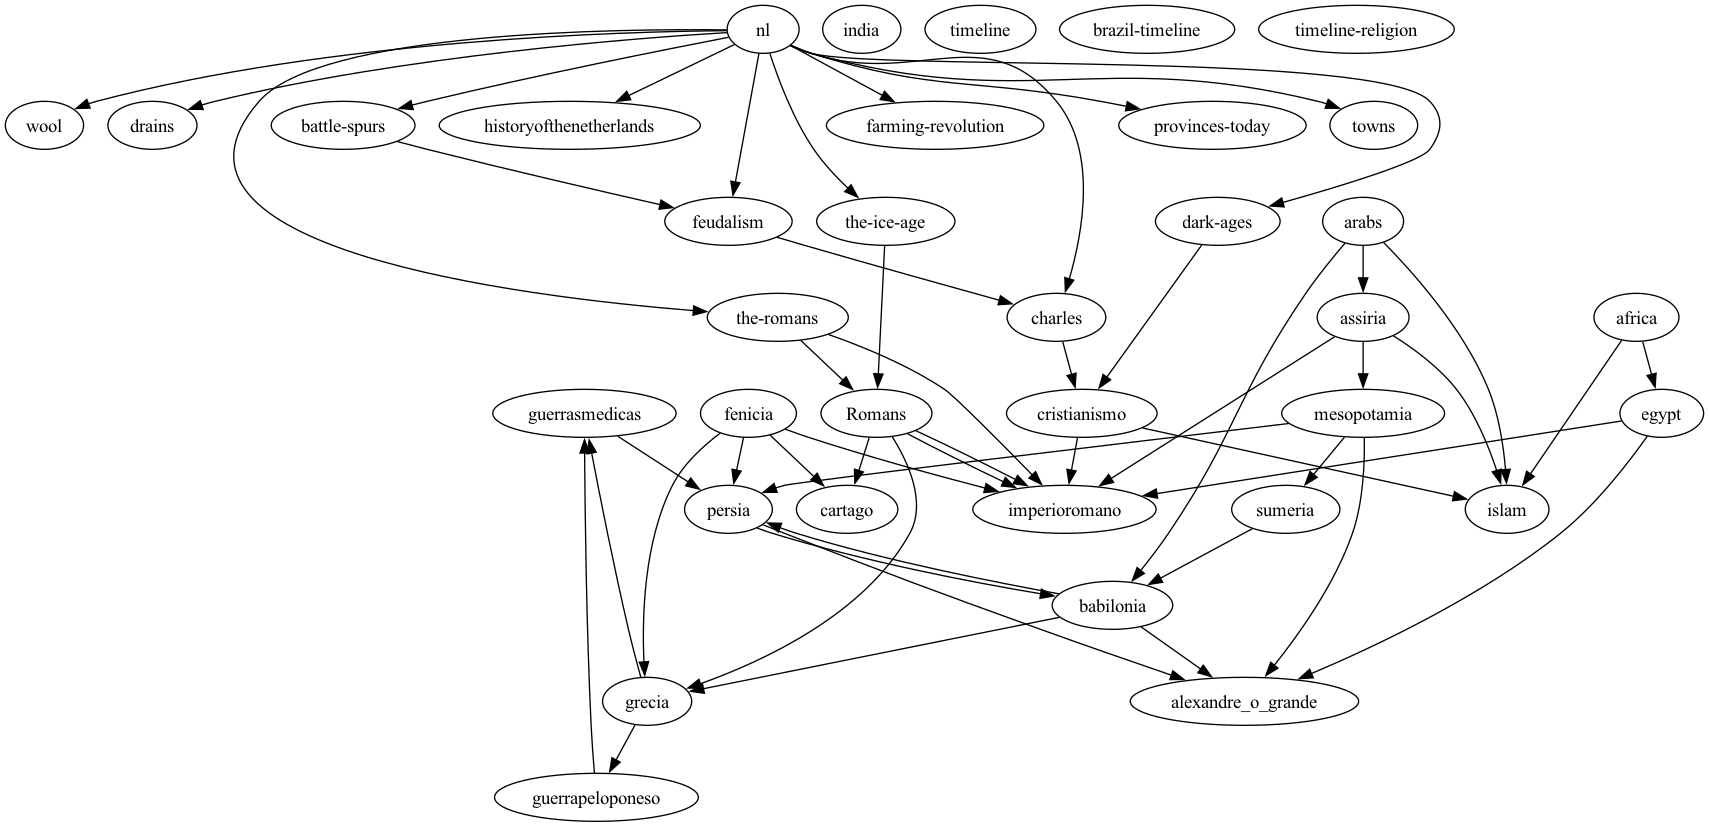 nl
india
timeline
brazil-timeline
timeline-religion
wool
drains
battle-spurs
historyofthenetherlands
farming-revolution
provinces-today
towns
feudalism
the-ice-age
dark-ages
arabs
the-romans
charles
assiria
africa
guerrasmedicas
fenicia
Romans
cristianismo
mesopotamia
egypt
persia
cartago
imperioromano
sumeria
islam
babilonia
grecia
alexandre_o_grande
guerrapeloponeso